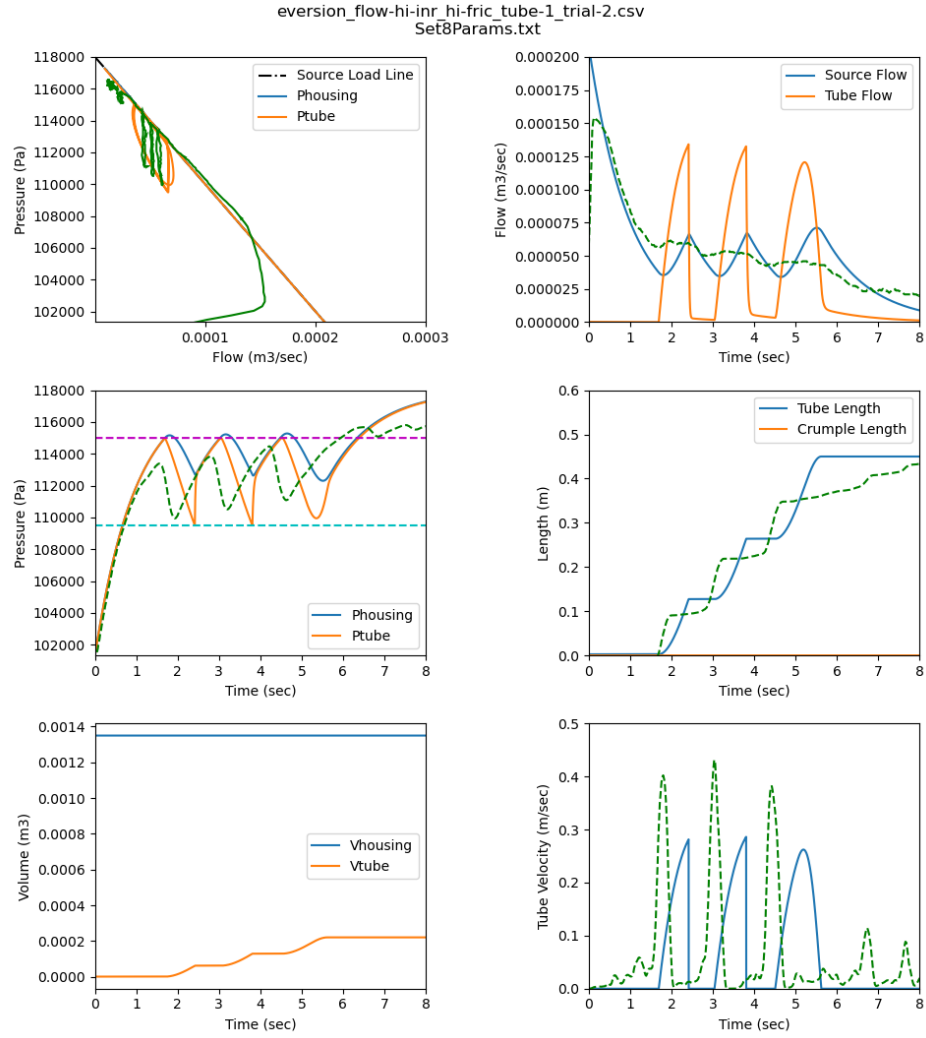 eversion_flow-hi-inr_hi-fric_tube-1_trial-2.csv
Set8Params.txt
118000
116000
114000
112000
110000
108000
106000
104000
102000
Pressure (Pa)
Source Load Line
Phousing
Ptube
0.0001
0.0002
0.0003
Flow (m3/sec)
0.000200
0.000175
0.000150
0.000125
0.000100
0.000075
0.000050
0.000025
0.000000
Flow (m3/sec)
Source Flow
Tube Flow
0 1 2 3 4 5 6 7 8
Time (sec)
118000
116000
114000
112000
110000
108000
106000
104000
102000
Pressure (Pa)
Phousing
Ptube
0 1 2 3 4 5 6 7 8
Time (sec)
0.6
0.5
0.4
0.3
0.2
0.1
0.0
Length (m)
Tube Length
Crumple Length
0 1 2 3 4 5 6 7 8
Time (sec)
0.0014
0.0012
0.0010
0.0008
0.0006
0.0004
0.0002
0.0000
Volume (m3)
Vhousing
Vtube
0 1 2 3 4 5 6 7 8
Time (sec)
0.5
0.4
0.3
0.2
0.1
0.0
Tube Velocity (m/sec)
0 1 2 3 4 5 6 7 8
Time (sec)